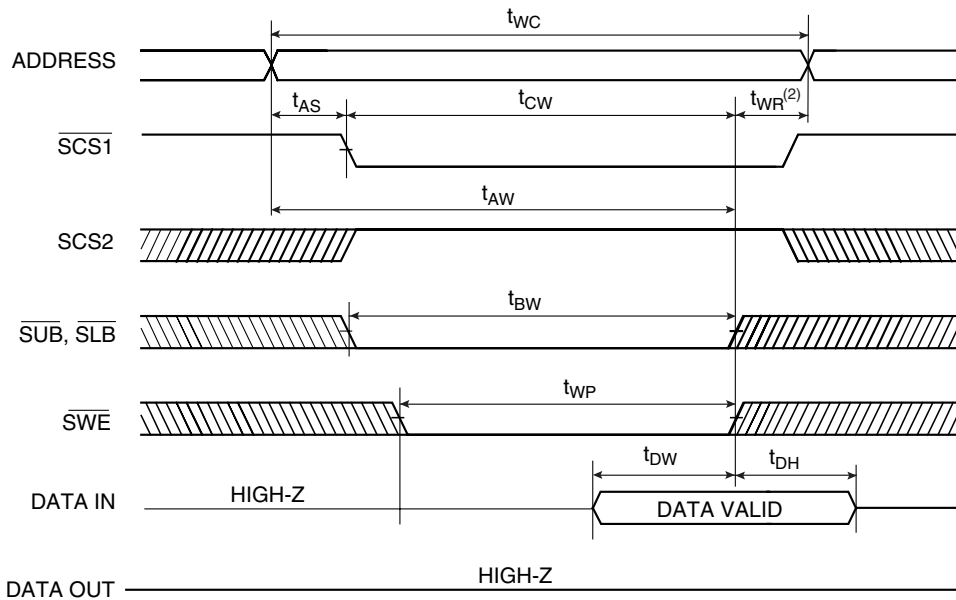 tWC
ADDRESS
tAS tCW tWR(2)
SCS1
tAW
SCS2
tBW
SUB, SLB
tWP
SWE
tDW tDH
DATA IN HIGH-Z DATA VALID
HIGH-Z
DATA OUT